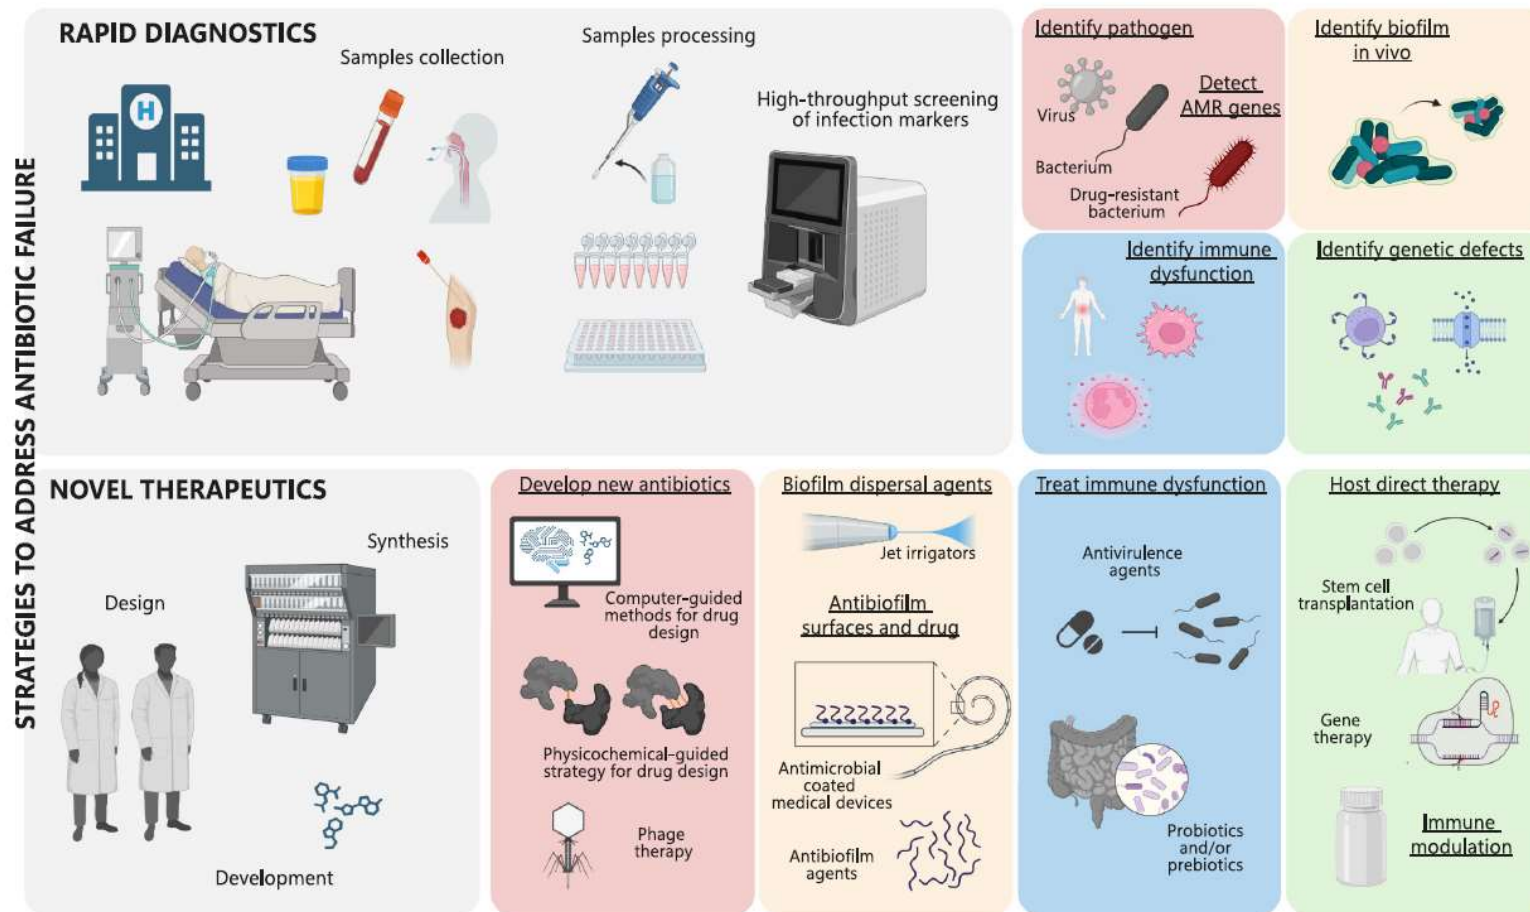 STRATEGIES TO ADDRESS ANTIBIOTIC FAILURE
RAPID DIAGNOSTICS
Samples collection
Samples processing
High-throughput screening
of infection markers
H
Identify pathogen
Virus
Detect
AMR genes
Bacterium
Drug-resistant
bacterium
Identify biofilm
in vivo
Identify immune
dysfunction
Identify genetic defects
NOVEL THERAPEUTICS
Synthesis
Design
Development
Develop new antibiotics
Computer-guided
methods for drug
design
Physicochemical-guided
strategy for drug design
Phage
therapy
Biofilm dispersal agents
Jet irrigators
Antibiofilm
surfaces and drug
Antimicrobial
coated
medical devices
Antibiofilm
agents
Treat immune dysfunction
Antivirulence
agents
Probiotics
and/or
prebiotics
Host direct therapy
Stem cell
transplantation
Gene
therapy
Immune
modulation